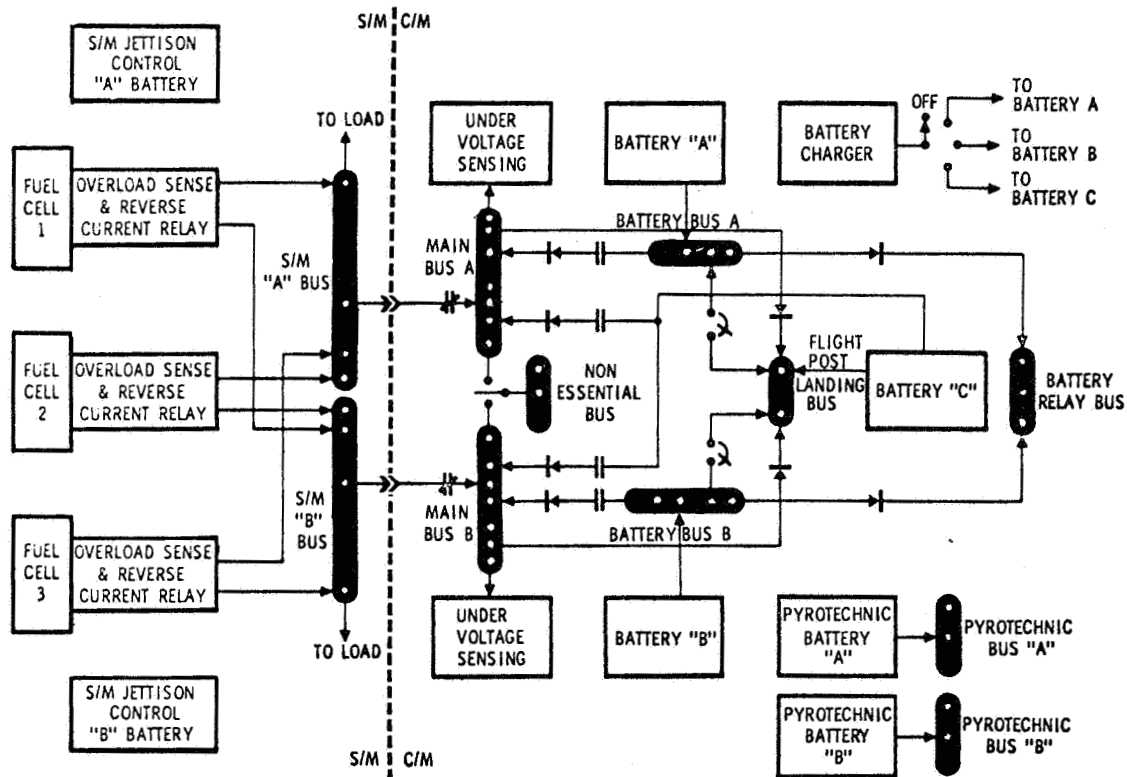 S/M
C/M
S/M JETTISON
CONTROL
"A" BATTERY
TO LOAD
UNDER
VOLTAGE
SENSING
BATTERY "A"
BATTERY
CHARGER
OFF
TO
BATTERY A
TO
BATTERY B
TO
BATTERY C
FUEL
CELL
1
OVERLOAD SENSE
& REVERSE
CURRENT RELAY
S/M
"A" BUS
MAIN
BUS A
BATTERY BUS A
FUEL
CELL
2
OVERLOAD SENSE
& REVERSE
CURRENT RELAY
NON
ESSENTIAL
BUS
FLIGHT
POST
LANDING
BUS
BATTERY "C"
BATTERY
RELAY BUS
S/M
"B"
BUS
MAIN
BUS B
BATTERY BUS B
FUEL
CELL
3
OVERLOAD SENSE
& REVERSE
CURRENT RELAY
TO LOAD
UNDER
VOLTAGE
SENSING
BATTERY "B"
PYROTECHNIC
BATTERY
"A"
PYROTECHNIC
BUS "A"
S/M JETTISON
CONTROL
"B" BATTERY
PYROTECHNIC
BATTERY
"B"
PYROTECHNIC
BUS "B"
S/M
C/M